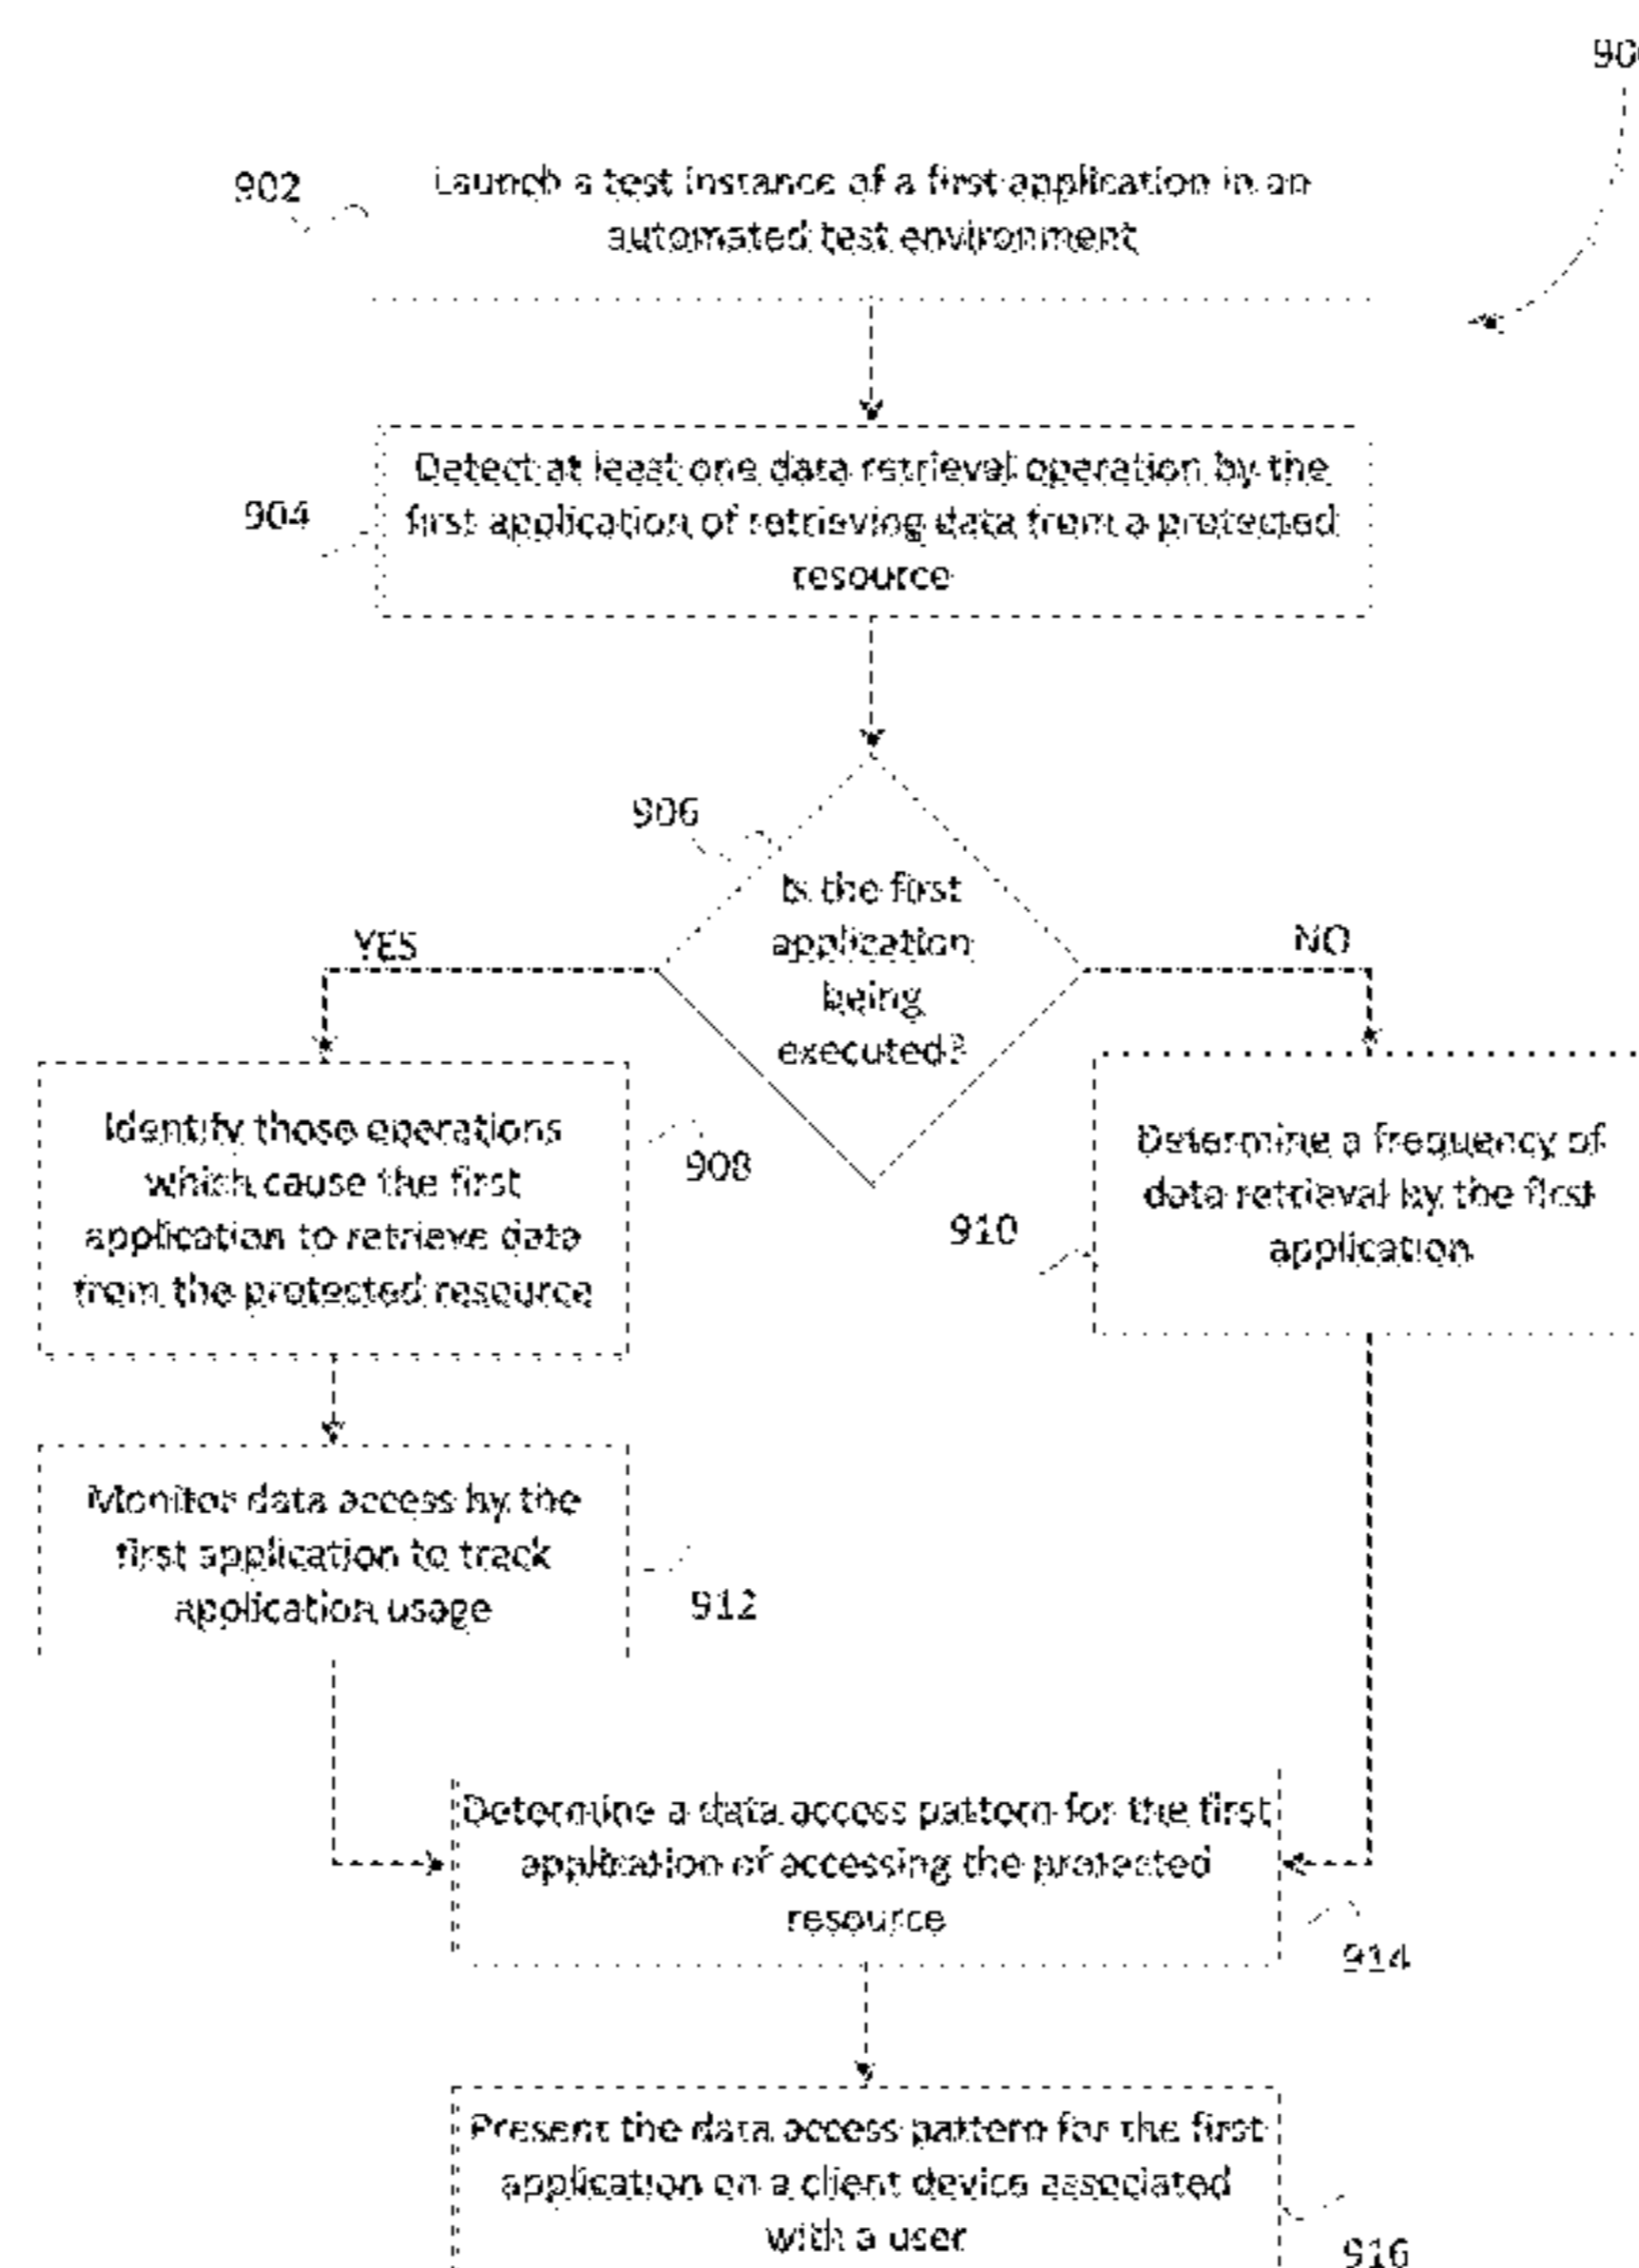 902
Launch a test instance of a first application in an
automated test environment
904
Detect at least one data retrieval operation by the
first application of retrieving data from a protected
resource
906
Is the first
application
being
executed?
YES
NO
Identify those operations
which cause the first
application to retrieve data
from the protected resource
908
910
Determine a frequency of
data retrieval by the first
application
Monitor data access by the
first application to track
application usage
912
Determine a data access pattern for the first
application of accessing the protected
resource
914
Present the data access pattern for the first
application on a client device associated
with a user
916